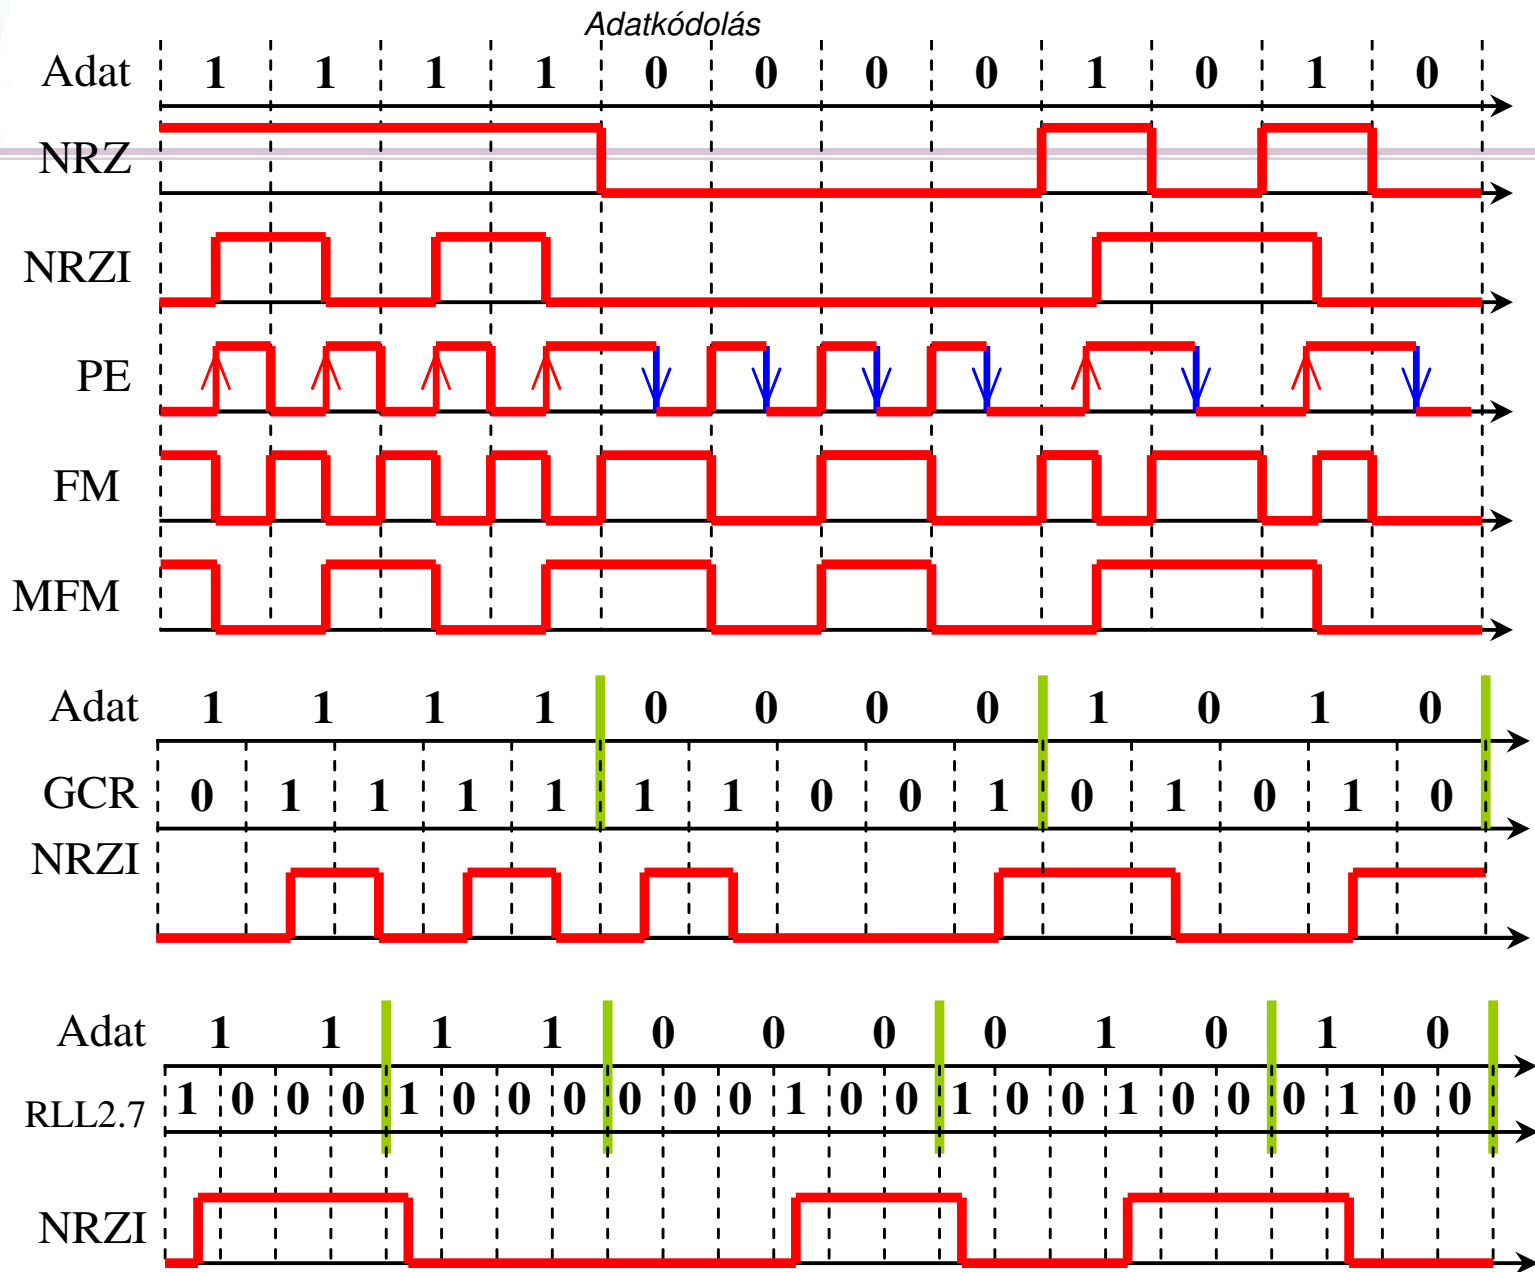 Adatkódolás
Adat 1 1 1 1 0 0 0 0 1 0 1 0
NRZ
NRZI
PE
FM
MFM
Adat 1 1 1 1 0 0 0 0 1 0 1 0
GCR 0 1 1 1 1 1 1 0 0 1 0 1 0 1 0
NRZI
Adat 1 1 1 1 0 0 0 0 1 0 1 0
RLL2.7 1 0 0 0 1 0 0 0 0 0 0 1 0 0 1 0 0 1 0 0 0 1 0 0
NRZI